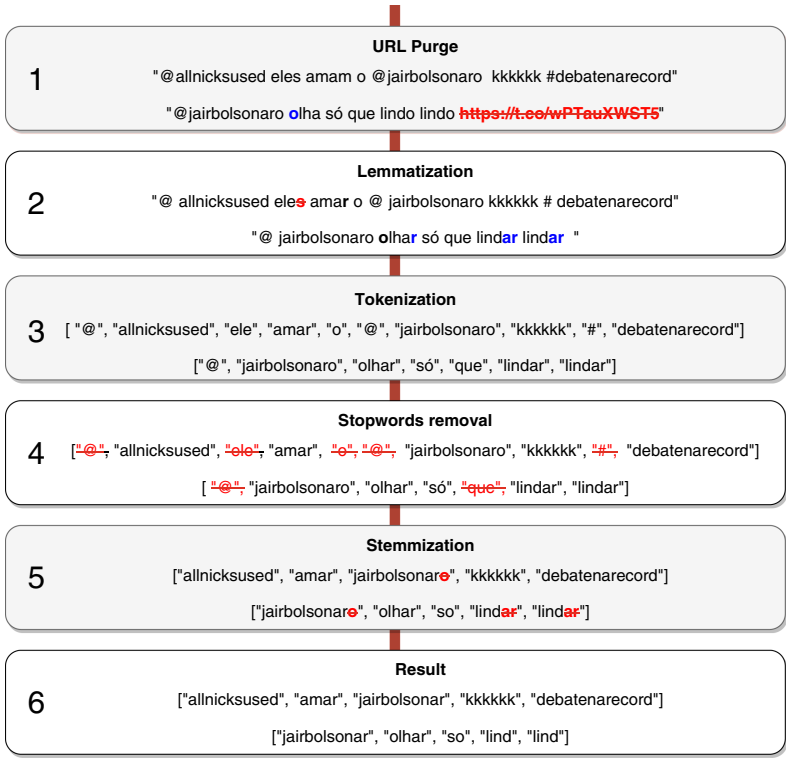 URL Purge
1
"@allnicksused eles amam o @jairbolsonaro kkkkkk #debatenarecord"
"@jairbolsonaro olha só que lindo lindo https://t.co/wPTauXWST5"
Lemmatization
2
"@ allnicksused eles amar o @ jairbolsonaro kkkkkk # debatenarecord"
"@ jairbolsonaro olhar só que lindar lindar "
Tokenization
3
[ "@", "allnicksused", "ele", "amar", "o", "@", "jairbolsonaro", "kkkkkk", "#", "debatenarecord"]
["@", "jairbolsonaro", "olhar", "só", "que", "lindar", "lindar"]
Stopwords removal
4
["@", "allnicksused", "ele", "amar", "o", "@", "jairbolsonaro", "kkkkkk", "#", "debatenarecord"]
[ "@", "jairbolsonaro", "olhar", "só", "que", "lindar", "lindar"]
Stemmization
5
["allnicksused", "amar", "jairbolsonaro", "kkkkkk", "debatenarecord"]
["jairbolsonaro", "olhar", "so", "lindar", "lindar"]
Result
6
["allnicksused", "amar", "jairbolsonar", "kkkkkk", "debatenarecord"]
["jairbolsonar", "olhar", "so", "lind", "lind"]